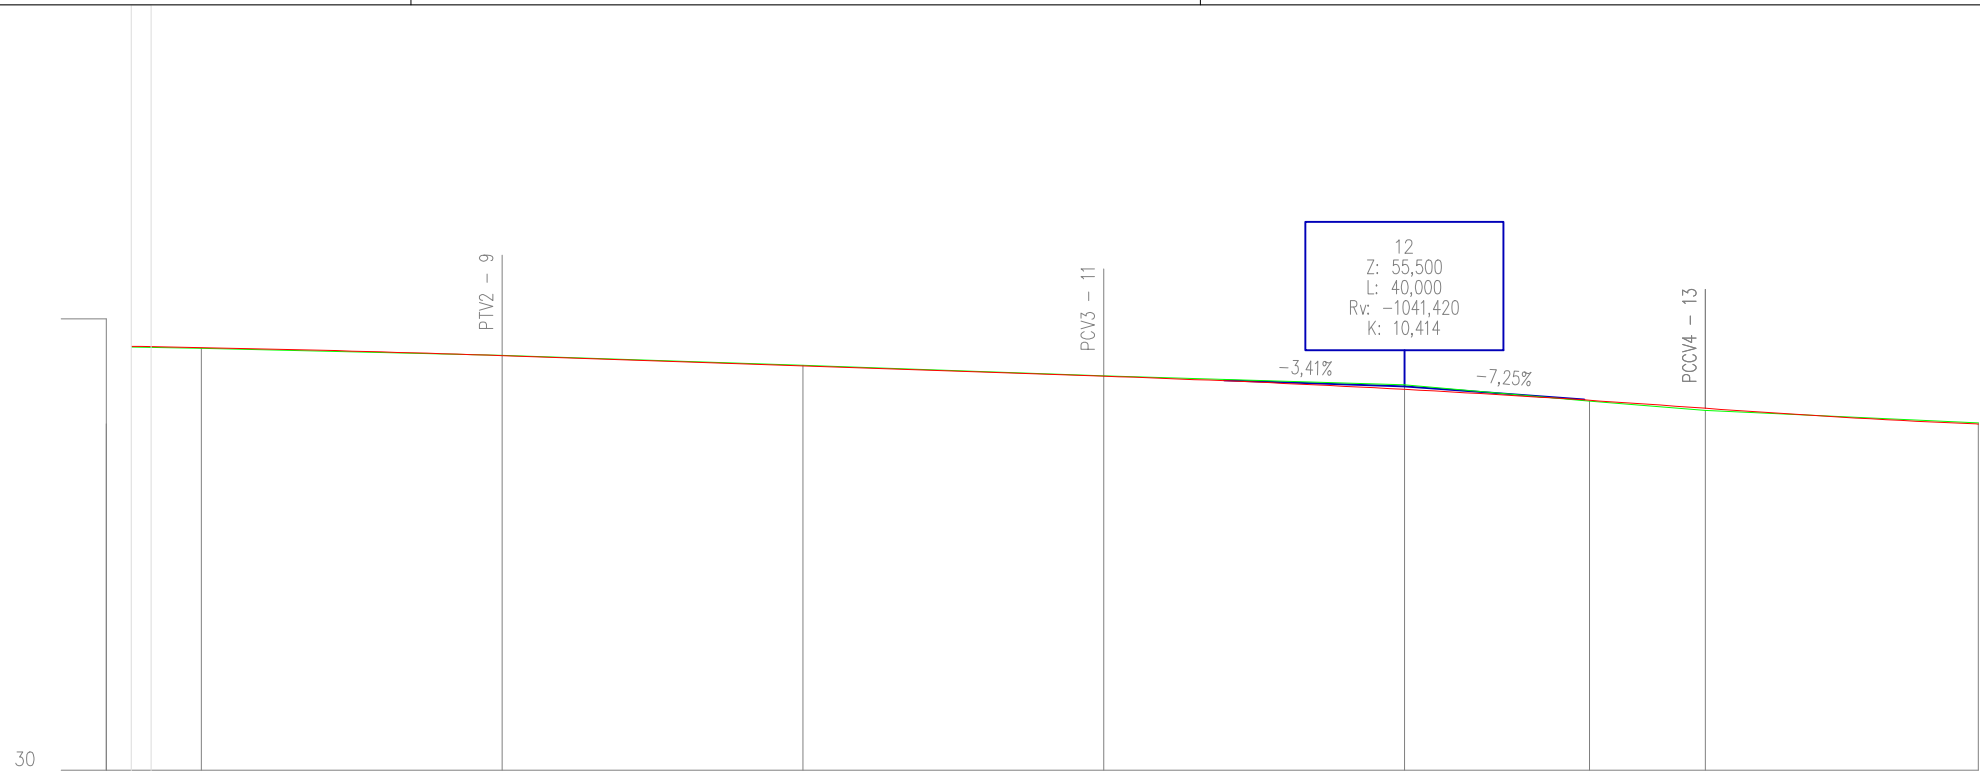 PTV2 - 9
PCV3 - 11
12
Z: 55,500
L: 40,000
Rv: -1041,420
K: 10,414
-3,41%
-7,25%
PCCV4 - 13
30